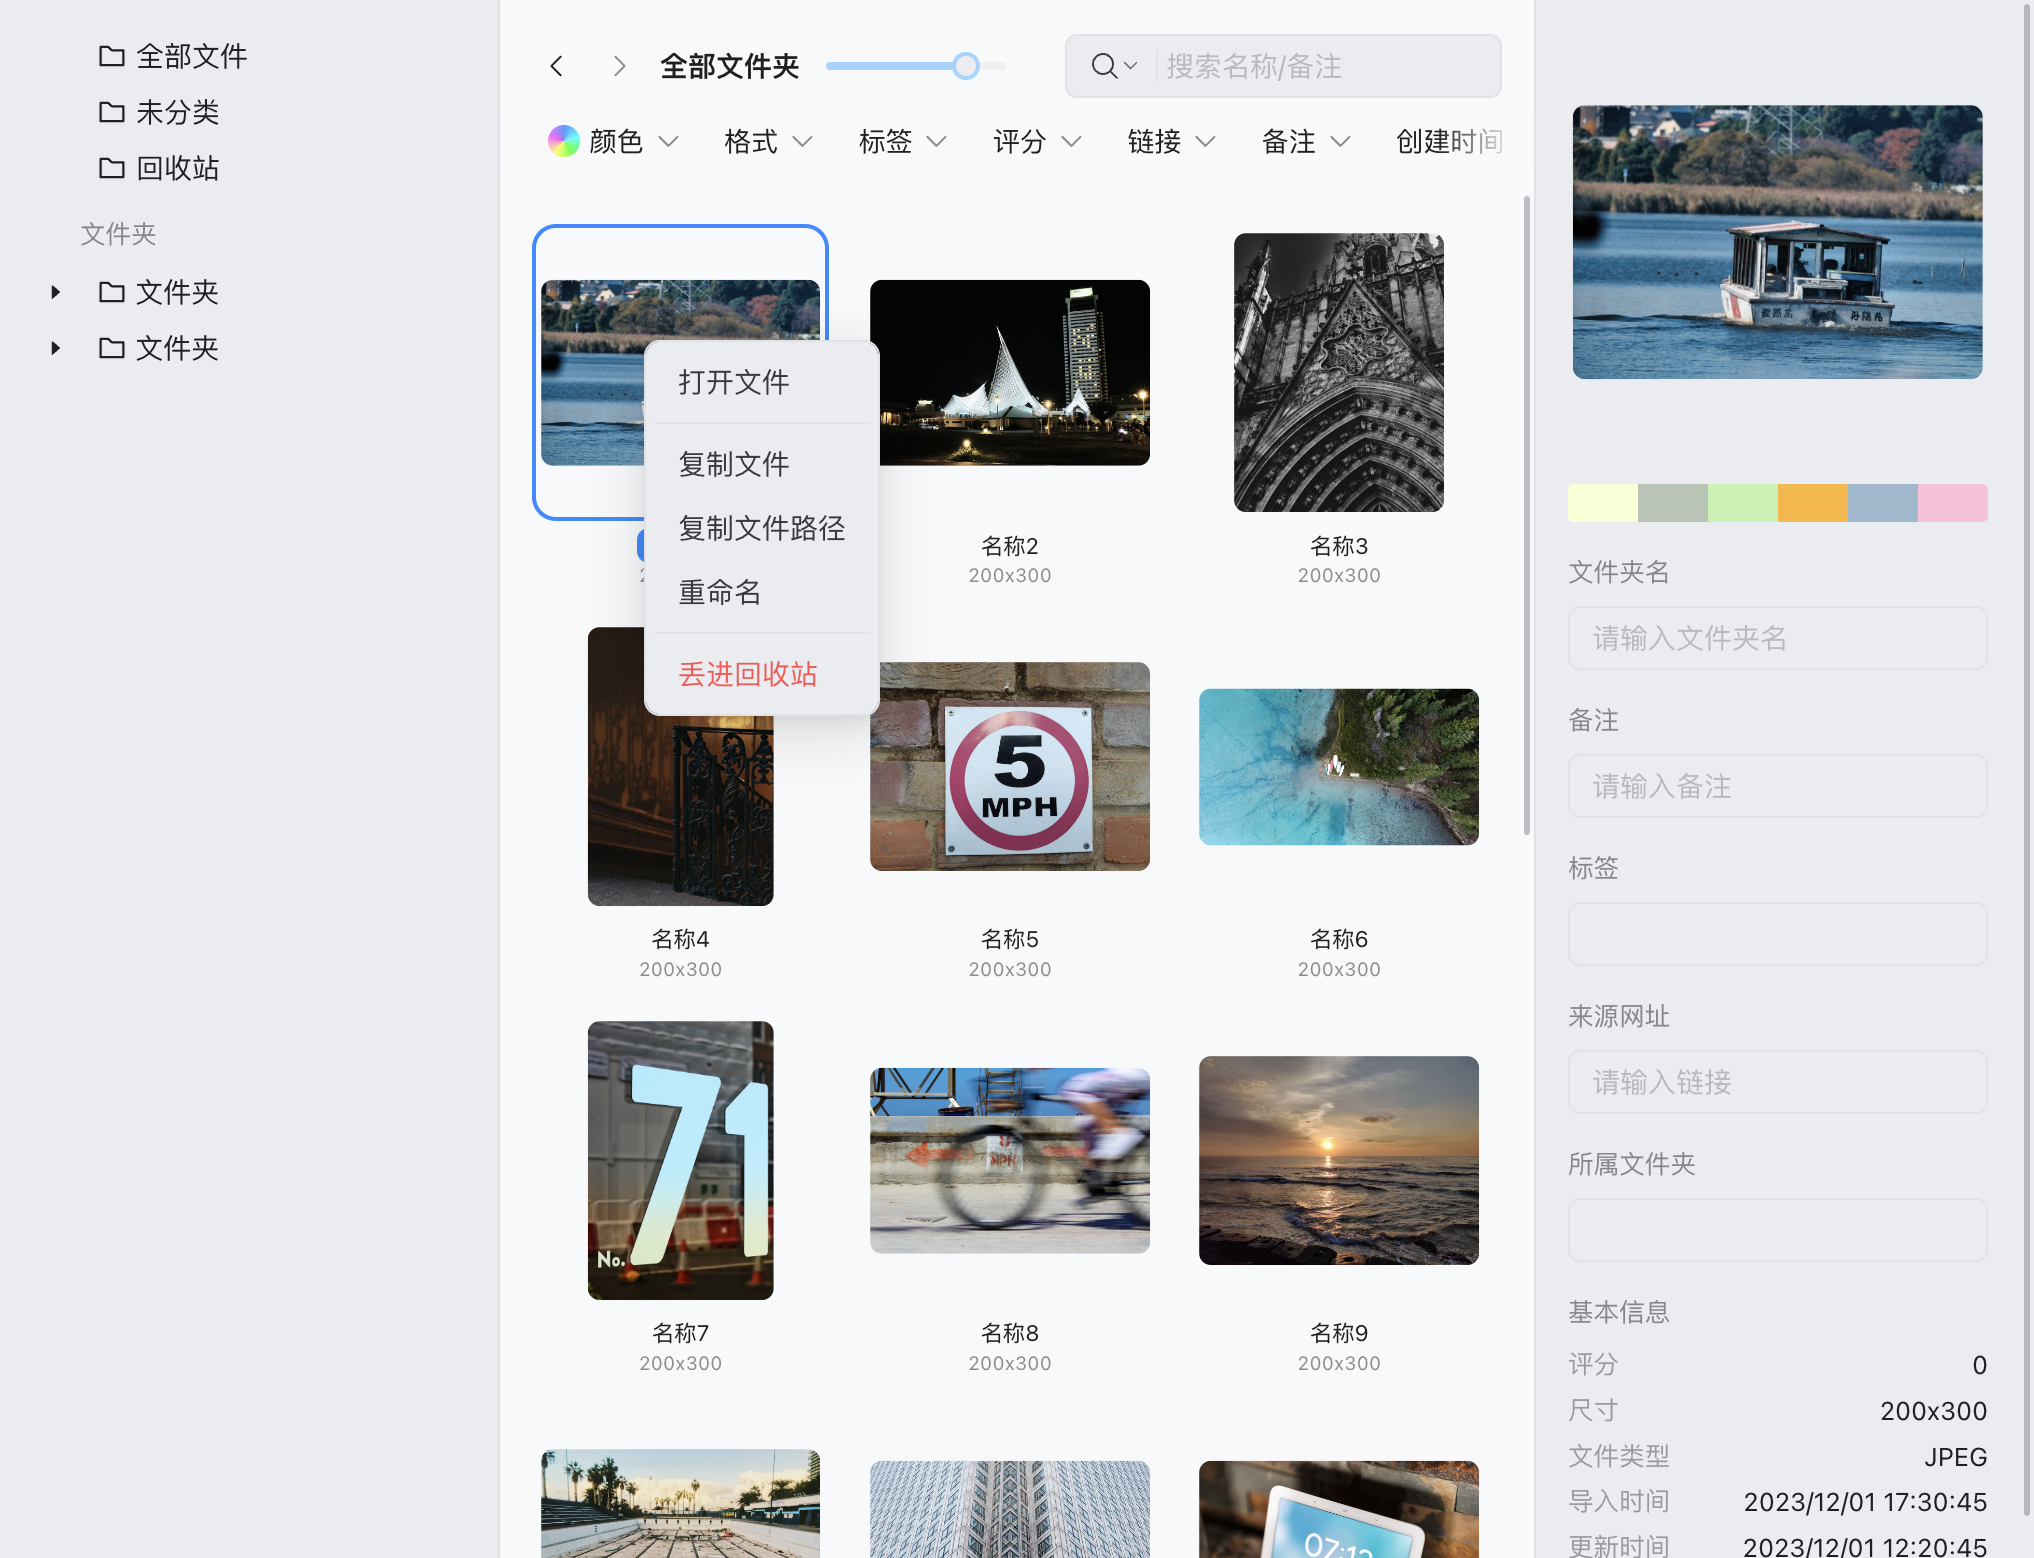 全部文件
未分类
回收站
文件夹
文件夹
文件夹
全部文件夹
搜索名称/备注
颜色 格式 标签 评分 链接 备注 创建时间
打开文件
复制文件
复制文件路径
重命名
丢进回收站
名称2
200x300
名称3
200x300
5
MPH
名称4
200x300
名称5
200x300
名称6
200x300
No.71
MPH
名称7
200x300
名称8
200x300
名称9
200x300
文件夹名
请输入文件夹名
备注
请输入备注
标签
来源网址
请输入链接
所属文件夹
基本信息
评分 0
尺寸 200x300
文件类型 JPEG
导入时间 2023/12/01 17:30:45
更新时间 2023/12/01 12:20:45